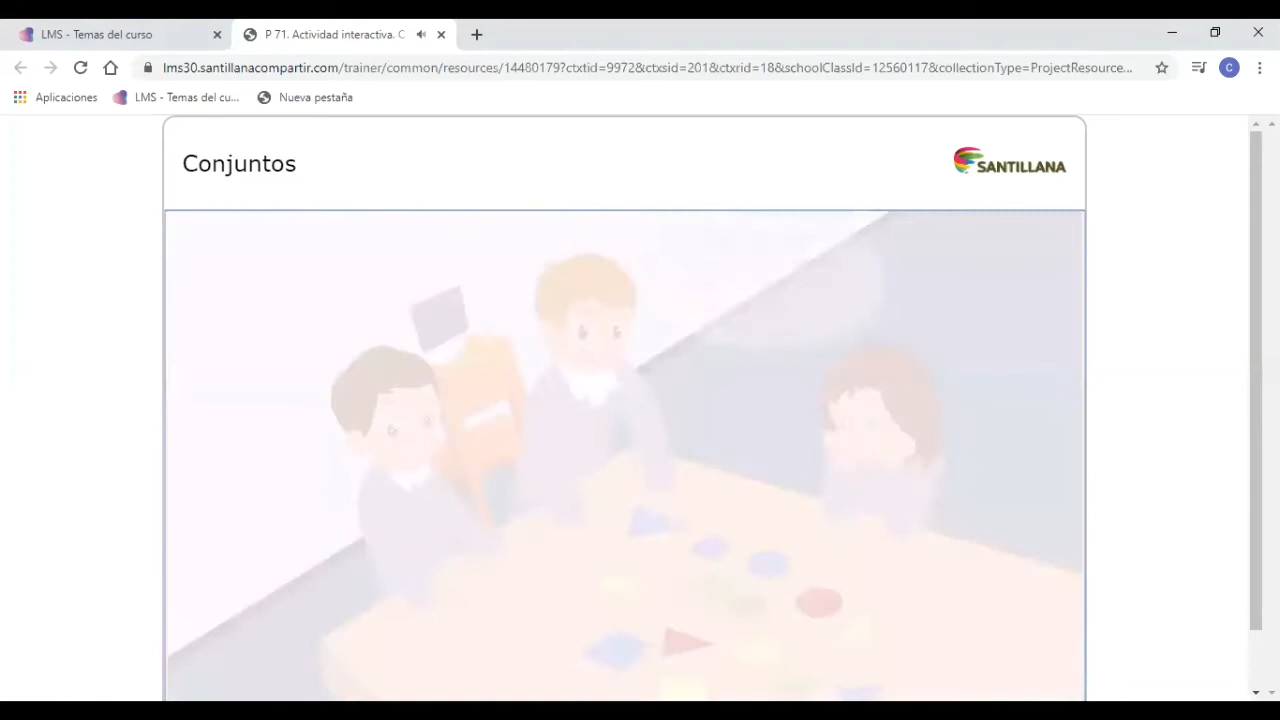 LMS - Temas del curso
P 71. Actividad interactiva. C
lms30.santillanacompartir.com/trainer/common/resources/14480179?ctxtid=9972&ctxsid=201&ctxrid=18&schoolClassId=12560117&collectionType=ProjectResource...
C
Aplicaciones
LMS - Temas del cu...
Nueva pestaña
Conjuntos
SANTILLANA